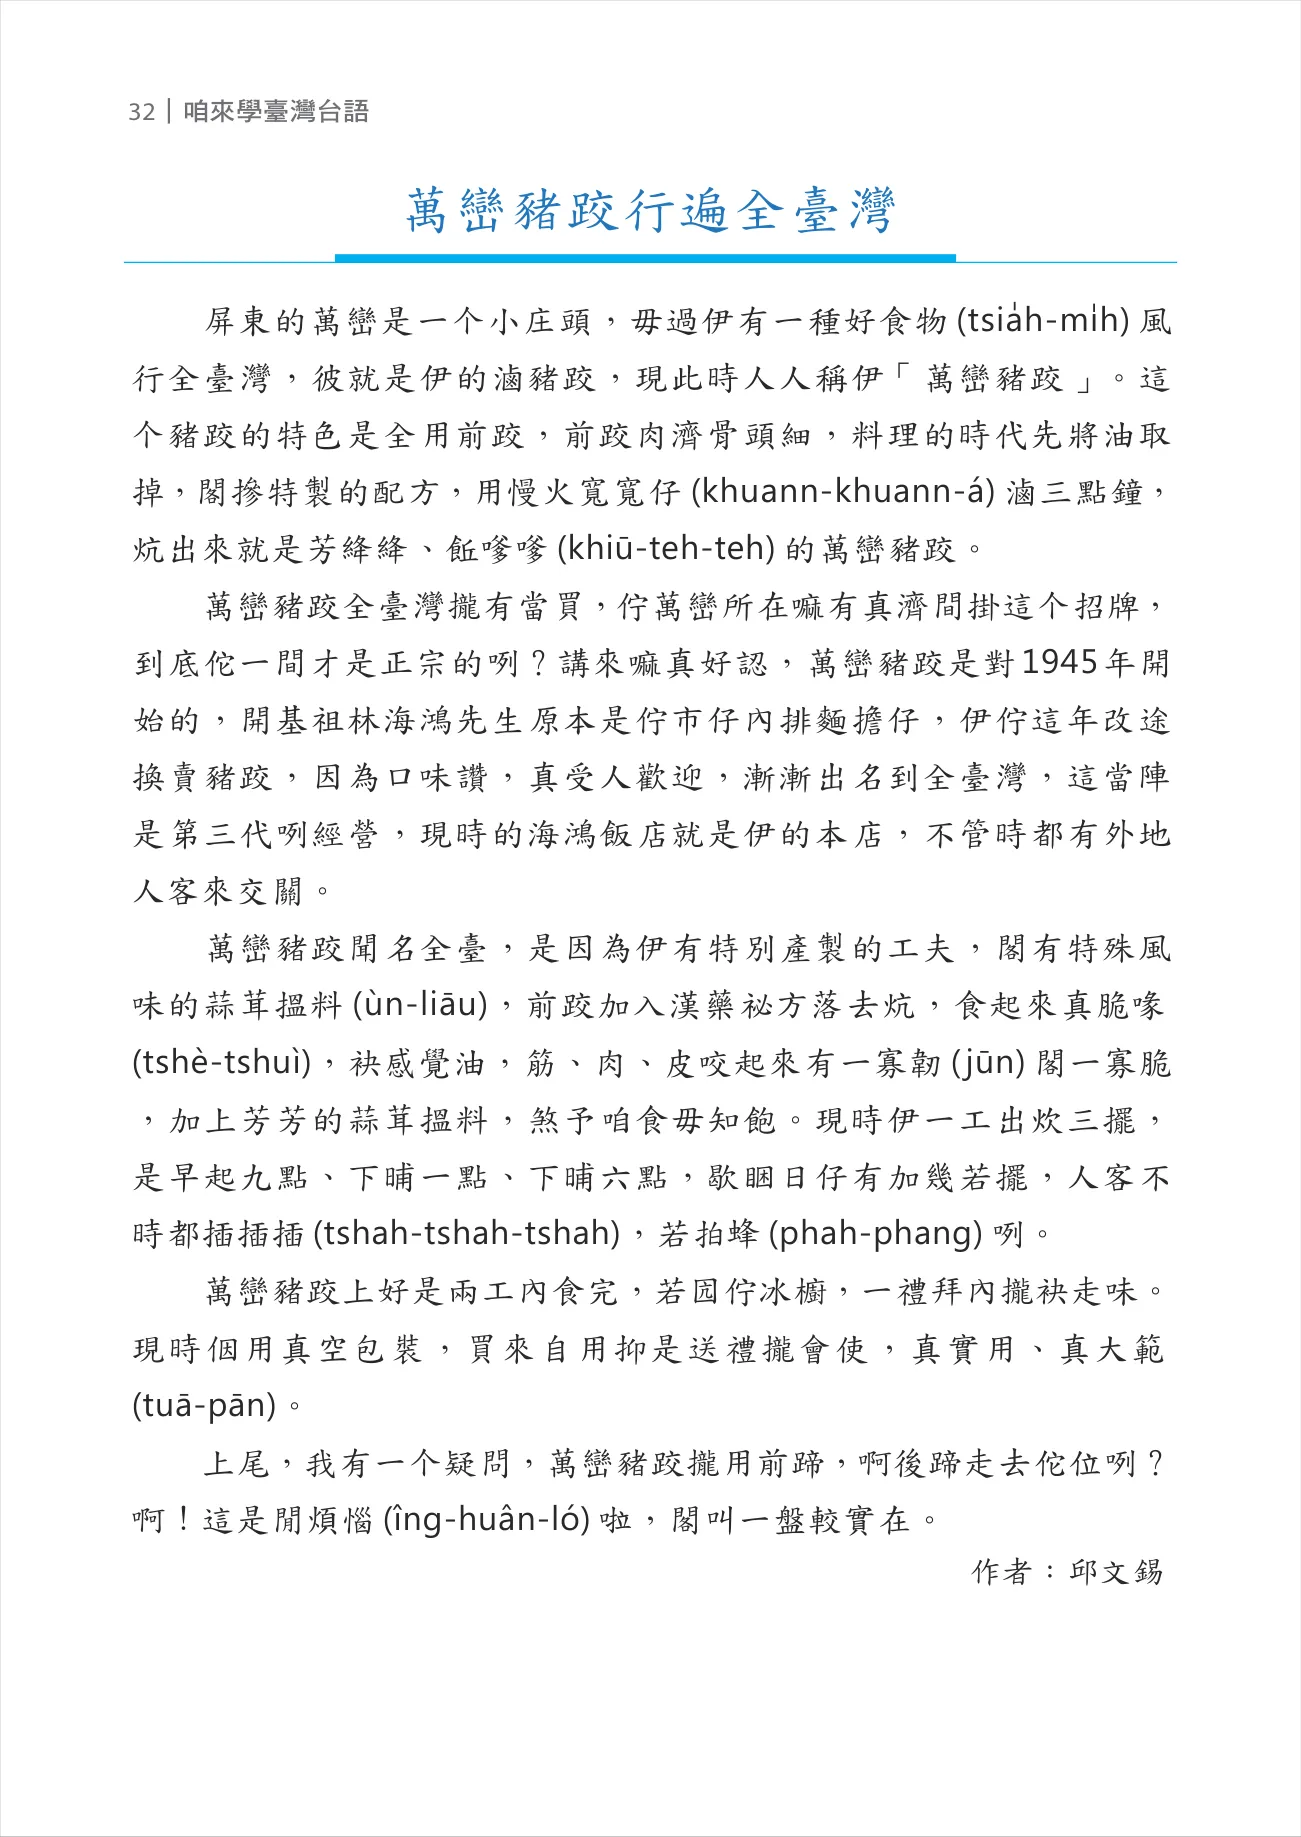 32｜咱來學臺灣台語
萬巒豬跤行遍全臺灣
屏東的萬巒是一个小庄頭，毋過伊有一種好食物 (tsia̍h-mi̍h) 風
行全臺灣，彼就是伊的滷豬跤，現此時人人稱伊「 萬巒豬跤 」。這
个豬跤的特色是全用前跤，前跤肉濟骨頭細，料理的時代先將油取
掉，閣摻特製的配方，用慢火寬寬仔 (khuann-khuann-á) 滷三點鐘，
炕出來就是芳絳絳、飪嗲嗲 (khiū-teh-teh) 的萬巒豬跤。
萬巒豬跤全臺灣攏有當買，佇萬巒所在嘛有真濟間掛這个招牌，
到底佗一間才是正宗的咧？講來嘛真好認，萬巒豬跤是對1945年開
始的，開基祖林海鴻先生原本是佇市仔內排麵擔仔，伊佇這年改途
換賣豬跤，因為口味讚，真受人歡迎，漸漸出名到全臺灣，這當陣
是第三代咧經營，現時的海鴻飯店就是伊的本店，不管時都有外地
人客來交關。
萬巒豬跤聞名全臺，是因為伊有特別產製的工夫，閣有特殊風
味的蒜茸搵料 (ùn-liāu)，前跤加入漢藥祕方落去炕，食起來真脆喙
(tshè-tshuì)，袂感覺油，筋、肉、皮咬起來有一寡韌 (jūn) 閣一寡脆
，加上芳芳的蒜茸搵料，煞予咱食毋知飽。現時伊一工出炊三擺，
是早起九點、下晡一點、下晡六點，歇睏日仔有加幾若擺，人客不
時都插插插 (tshah-tshah-tshah)，若拍蜂 (phah-phang) 咧。
萬巒豬跤上好是兩工內食完，若囥佇冰櫥，一禮拜內攏袂走味。
現時個用真空包裝，買來自用抑是送禮攏會使，真實用、真大範
(tuā-pān)。
上尾，我有一个疑問，萬巒豬跤攏用前蹄，啊後蹄走去佗位咧？
啊！這是閒煩惱 (îng-huân-ló) 啦，閣叫一盤較實在。
作者：邱文錫